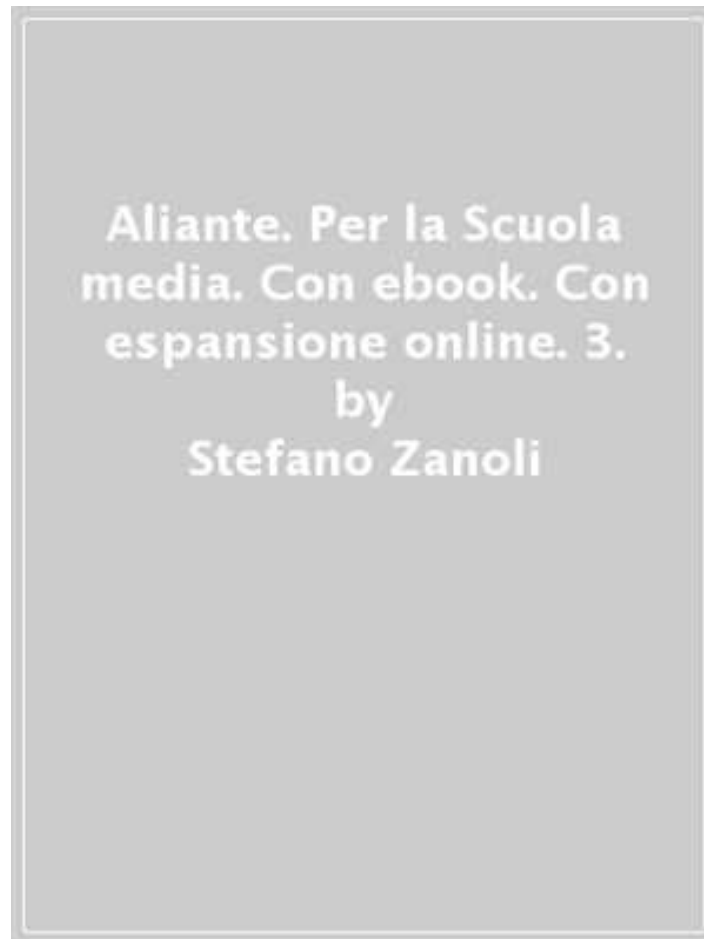 Aliante. Per la Scuola
media. Con ebook. Con
espansione online. 3.
by
Stefano Zanoli